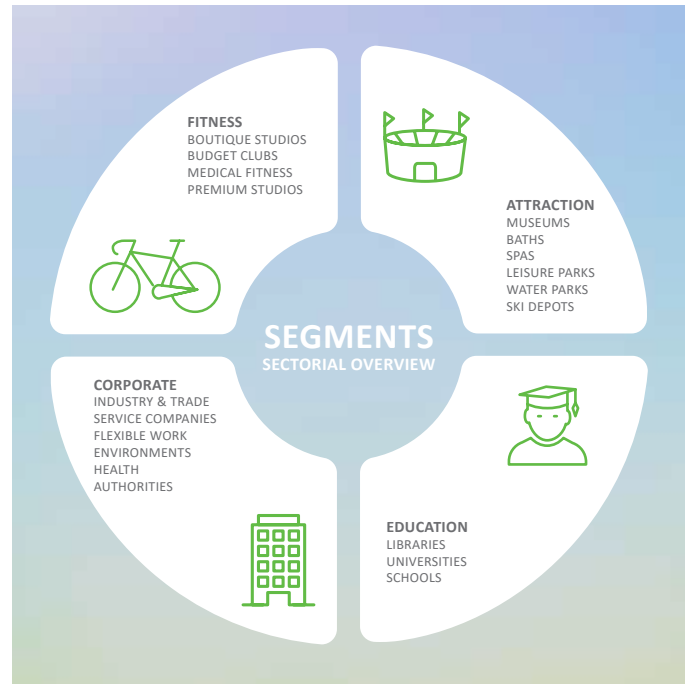 FITNESS
BOUTIQUE STUDIOS
BUDGET CLUBS
MEDICAL FITNESS
PREMIUM STUDIOS
ATTRACTION
MUSEUMS
BATHS
SPAS
LEISURE PARKS
WATER PARKS
SKI DEPOTS
SEGMENTS
SECTORIAL OVERVIEW
CORPORATE
INDUSTRY & TRADE
SERVICE COMPANIES
FLEXIBLE WORK
ENVIRONMENTS
HEALTH
AUTHORITIES
EDUCATION
LIBRARIES
UNIVERSITIES
SCHOOLS